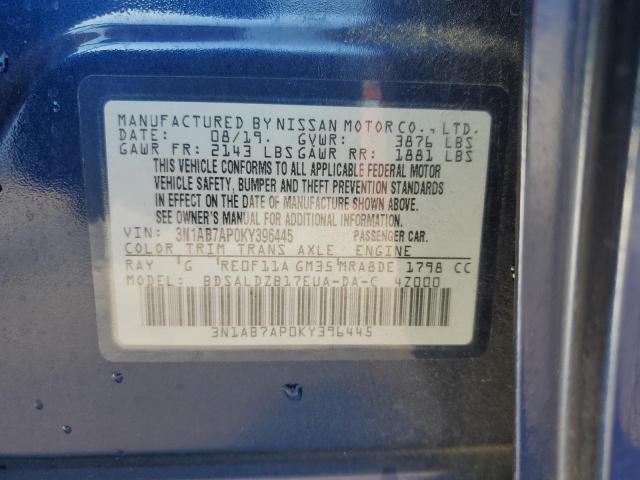 MANUFACTURED BY NISSAN MOTOR CO., LTD.
DATE: 08/19. GVWR: 3876 LBS
GAWR FR: 2143 LBS GAWR RR: 1881 LBS
THIS VEHICLE CONFORMS TO ALL APPLICABLE FEDERAL MOTOR
VEHICLE SAFETY, BUMPER AND THEFT PREVENTION STANDARDS
IN EFFECT ON THE DATE OF MANUFACTURE SHOWN ABOVE.
SEE OWNER'S MANUAL FOR FURTHER INFORMATION.
VIN: 3N1AB7AP0KY396445 PASSENGER CAR.
COLOR TRIM TRANS AXLE ENGINE
RAY G RE0F11A GM35 MRA8DE 1798 CC
MODEL: BDSALDZB17EUA-DA-C 4Z000
3N1AB7AP0KY396445